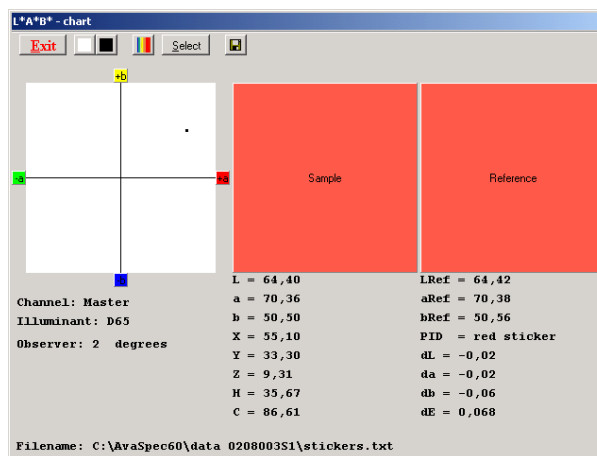 L*A*B* - chart
Exit Select
+b
-a +a
Sample Reference
-b
L = 64,40 LRef = 64,42
a = 70,36 aRef = 70,38
Channel: Master
b = 50,50 bRef = 50,56
Illuminant: D65
X = 55,10 PID = red sticker
Observer: 2 degrees
Y = 33,30 dL = -0,02
Z = 9,31 da = -0,02
H = 35,67 db = -0,06
C = 86,61 dE = 0,068
Filename: C:\AvaSpec60\data 0208003S1\stickers.txt